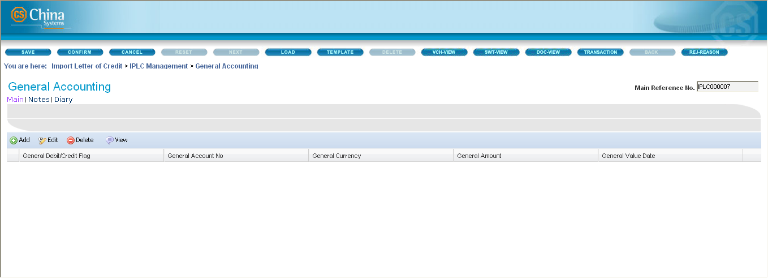 CS China
Systems
SAVE CONFIRM CANCEL RESET NEXT LOAD TEMPLATE DELETE VCH-VIEW SWT-VIEW DOC-VIEW TRANSACTION BACK REJ-REASON
You are here: Import Letter of Credit • IPLC Management • General Accounting
General Accounting
Main Reference No. IPLC000007
Main | Notes | Diary
Add Edit Delete View
General Debit/Credit Flag General Account No General Currency General Amount General Value Date